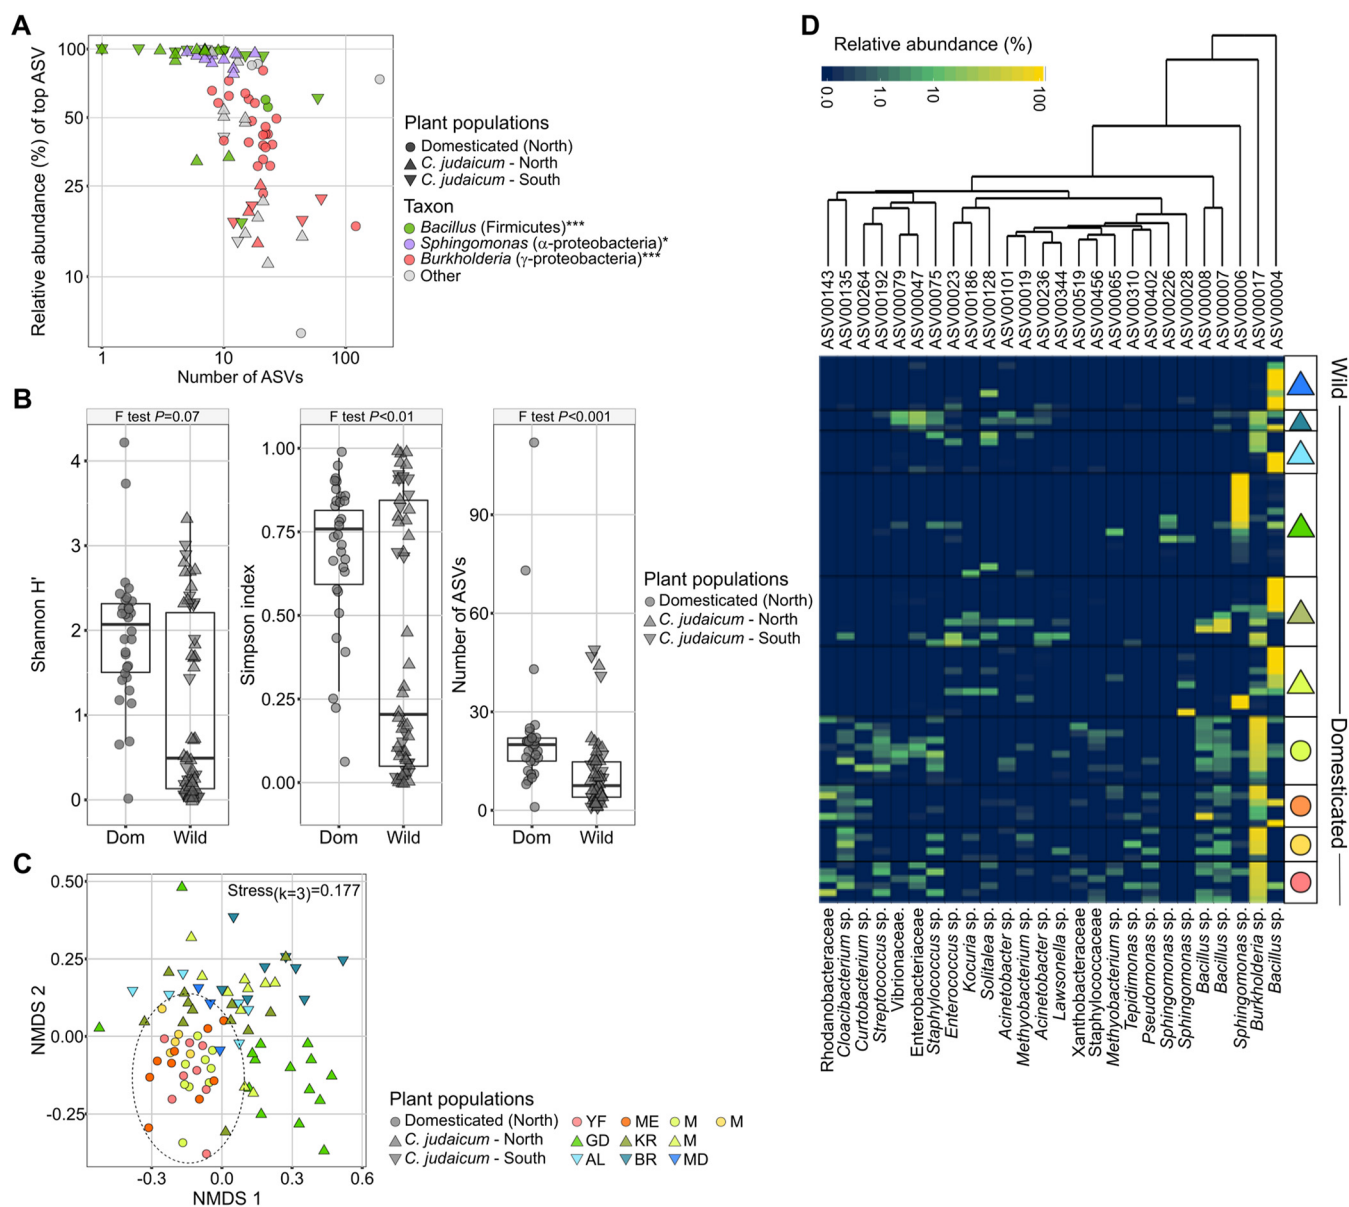 A
100
50
25
10
1
10
100
Relative abundance (%) of top ASV
Number of ASVs
Plant populations
Domesticated (North)
C. judaicum - North
C. judaicum - South
Taxon
Bacillus (Firmicutes)***
Sphingomonas (α-proteobacteria)*
Burkholderia (γ-proteobacteria)***
Other
B
F test P=0.07
F test P<0.01
F test P<0.001
Shannon H'
4
3
2
1
0
Dom
Wild
Simpson index
1.00
0.75
0.50
0.25
0.00
Dom
Wild
Number of ASVs
90
60
30
0
Dom
Wild
Plant populations
Domesticated (North)
C. judaicum - North
C. judaicum - South
C
Stress(k=3)=0.177
NMDS 2
0.50
0.25
0.00
-0.25
-0.3
0.0
0.3
0.6
NMDS 1
Plant populations
Domesticated (North) YF ME M M
C. judaicum - North GD KR M
C. judaicum - South AL BR MD
D
Relative abundance (%)
0.0
1.0
10
100
ASV00143
ASV00135
ASV00264
ASV00192
ASV00079
ASV00047
ASV00075
ASV00023
ASV00186
ASV00128
ASV00101
ASV00019
ASV00236
ASV00344
ASV00519
ASV00456
ASV00065
ASV00310
ASV00402
ASV00226
ASV00028
ASV00008
ASV00007
ASV00006
ASV00017
ASV00004
Wild
Domesticated
Rhodanobacteraceae
Cloacibacterium sp.
Curtobacterium sp.
Streptococcus sp.
Vibrionaceae.
Enterobacteriaceae
Staphylococcus sp.
Enterococcus sp.
Kocuria sp.
Solitalea sp.
Acinetobacter sp.
Methyobacterium sp.
Acinetobacter sp.
Lawsonella sp.
Xanthobacteraceae
Staphylococcaceae
Methyobacterium sp.
Tepidimonas sp.
Pseudomonas sp.
Sphingomonas sp.
Sphingomonas sp.
Bacillus sp.
Bacillus sp.
Sphingomonas sp.
Burkholderia sp.
Bacillus sp.